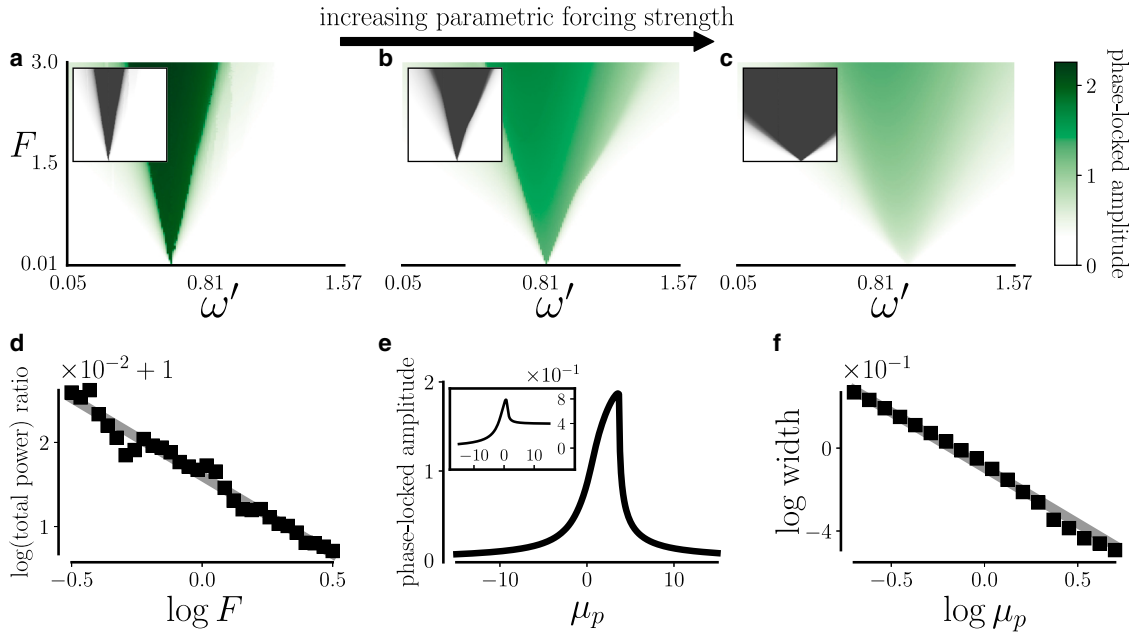 increasing parametric forcing strength
a
b
c
3.0
F
1.5
0.01
0.05
0.81
1.57
ω′
0.05
0.81
1.57
ω′
0.05
0.81
1.57
ω′
2
1
0
phase-locked amplitude
d
×10⁻² + 1
log(total power) ratio
2
1
−0.5
0.0
0.5
log F
e
phase-locked amplitude
2
1
0
×10⁻¹
8
4
0
−10
0
10
−10
0
10
μₚ
f
×10⁻¹
log width
0
−4
−0.5
0.0
0.5
log μₚ